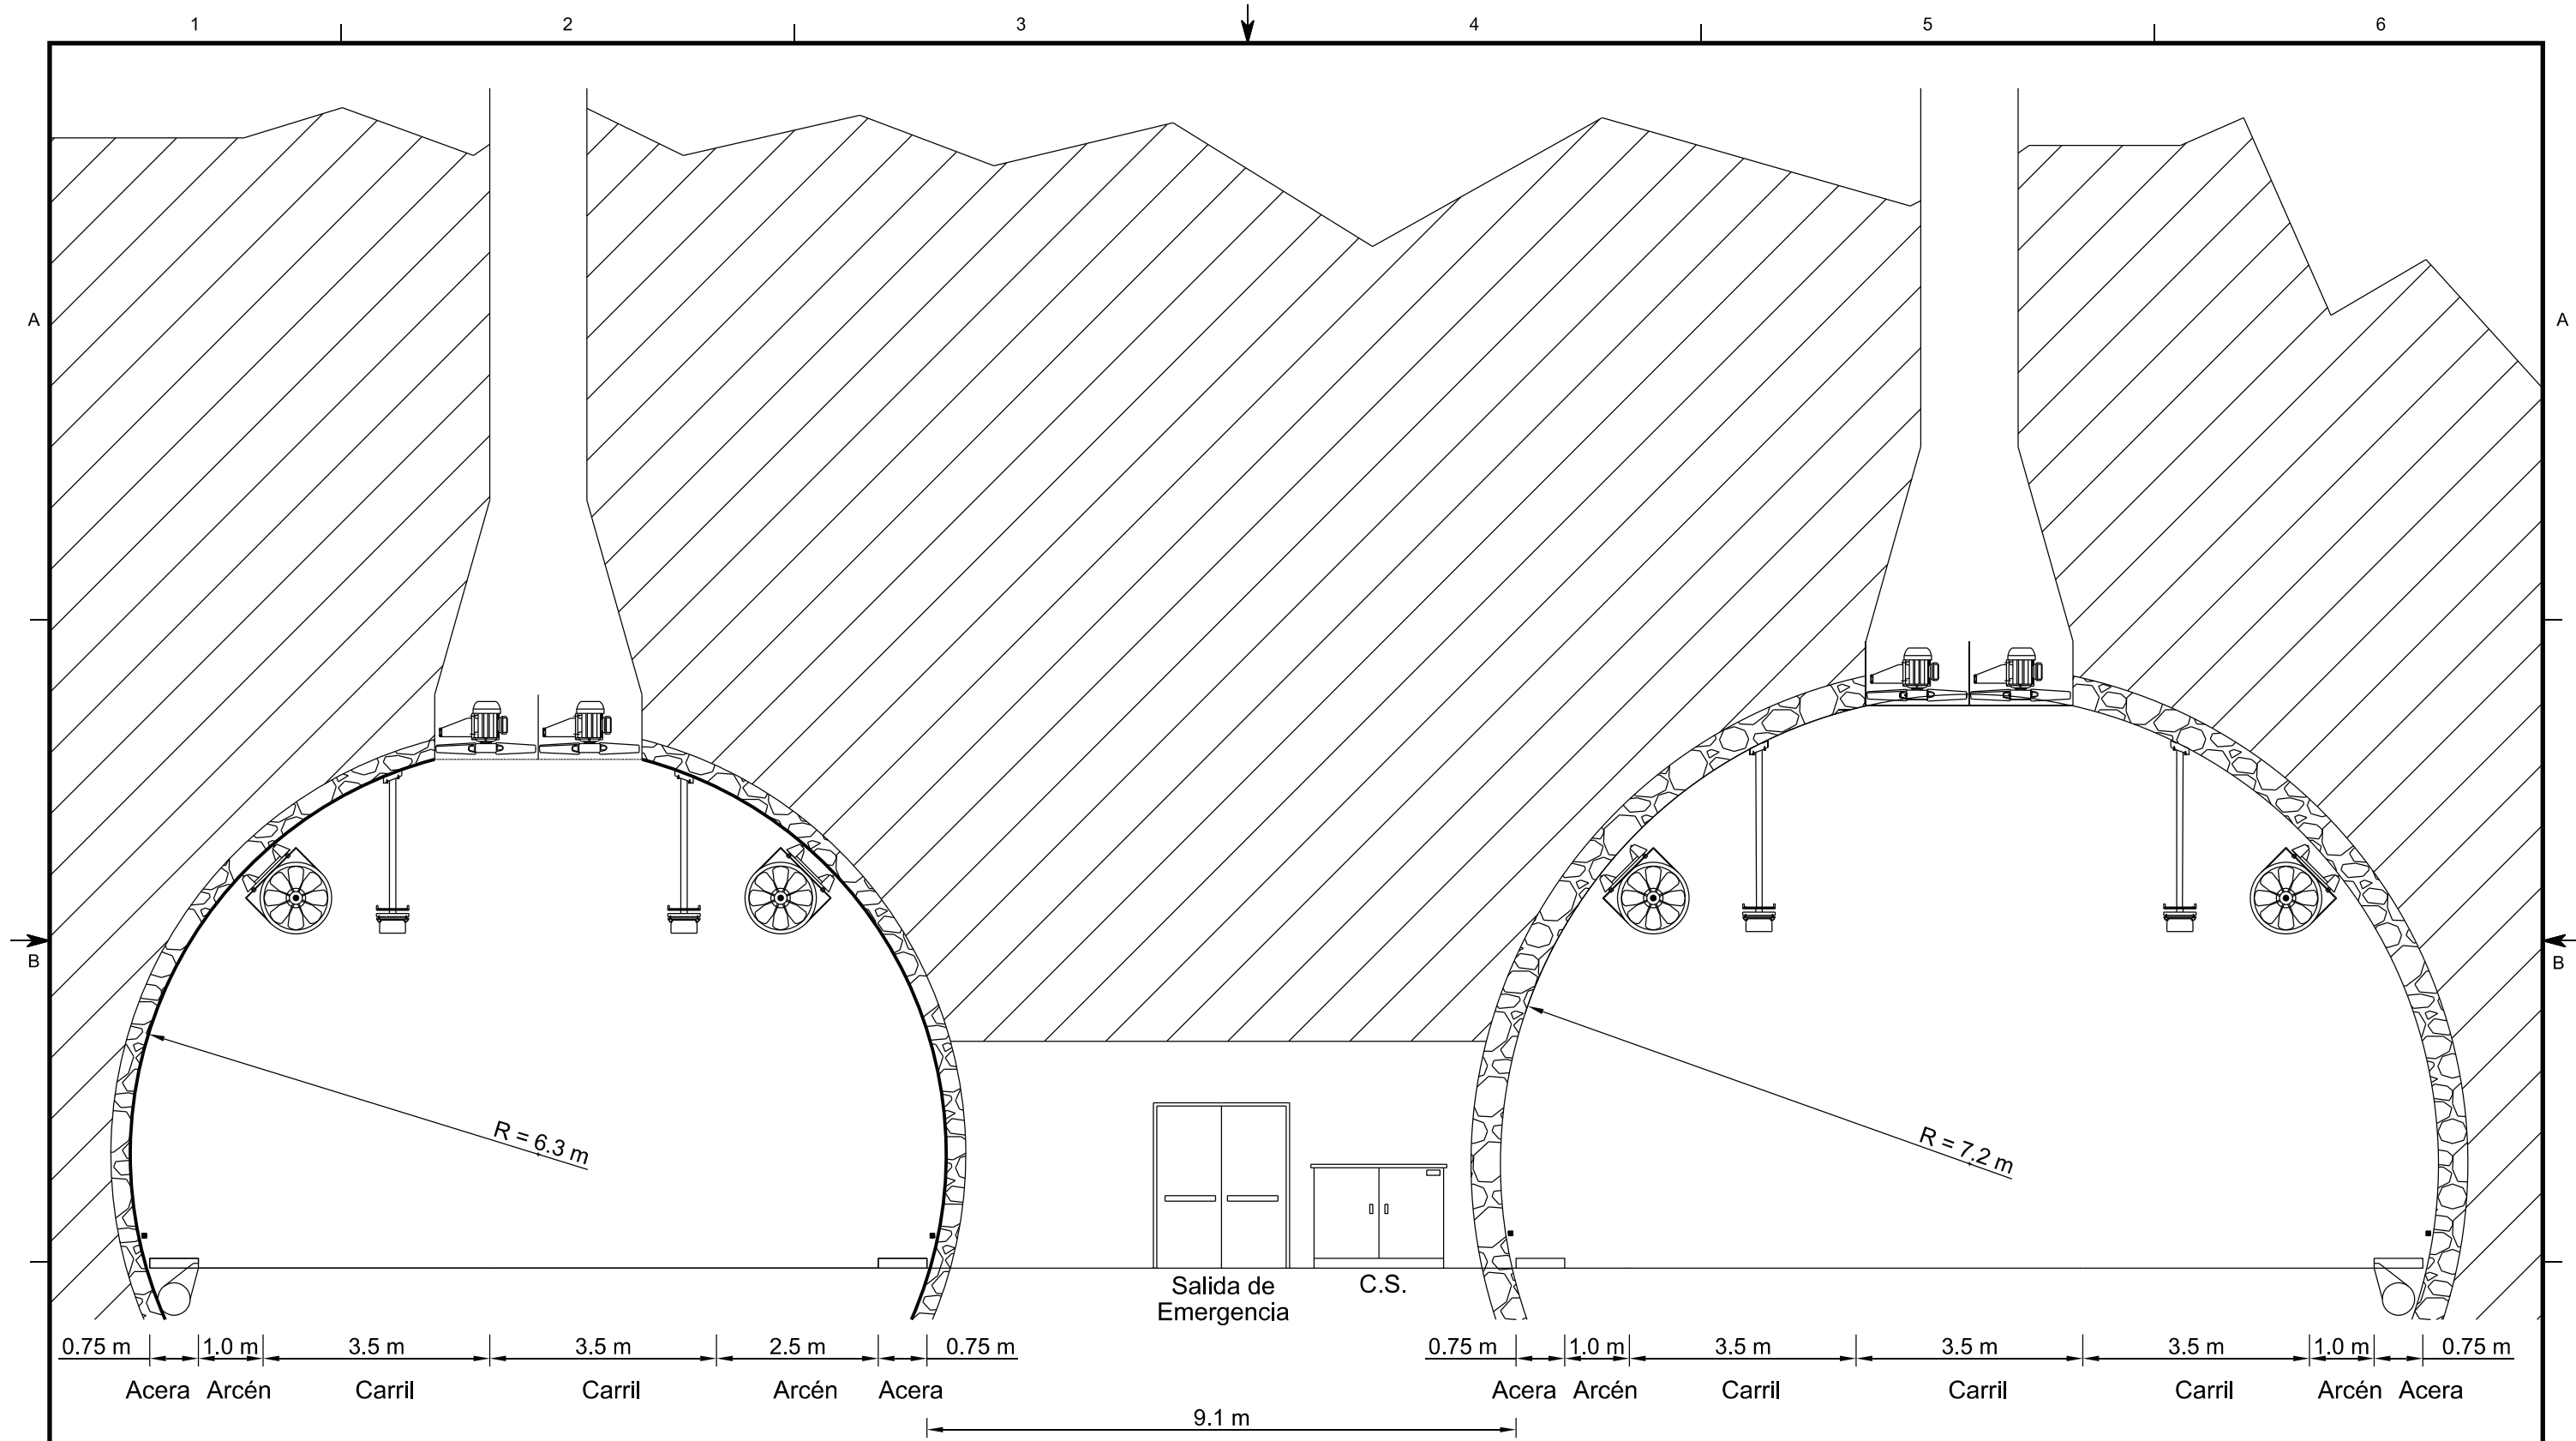 1 2 3 4 5 6
A A
B B
R = 6.3 m
R = 7.2 m
Salida de
Emergencia
C.S.
0.75 m 1.0 m 3.5 m 3.5 m 2.5 m 0.75 m
Acera Arcén Carril Carril Arcén Acera
0.75 m 1.0 m 3.5 m 3.5 m 3.5 m 1.0 m 0.75 m
Acera Arcén Carril Carril Carril Arcén Acera
9.1 m